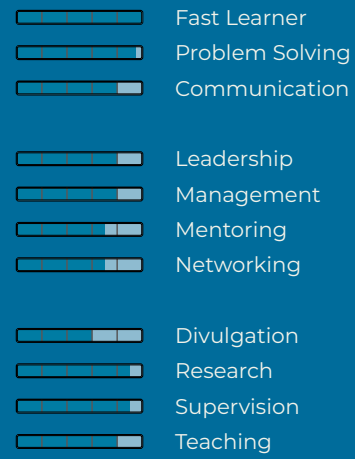 Fast Learner
Problem Solving
Communication
Leadership
Management
Mentoring
Networking
Divulgation
Research
Supervision
Teaching